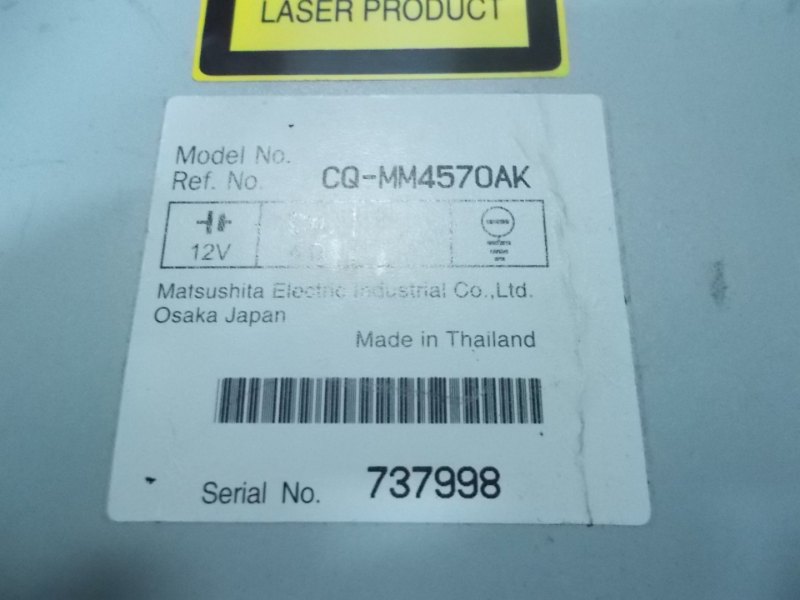 LASER PRODUCT
Model No.
Ref. No. CQ-MM4570AK
12V
Matsushita Electric Industrial Co.,Ltd.
Osaka Japan
Made in Thailand
Serial No. 737998